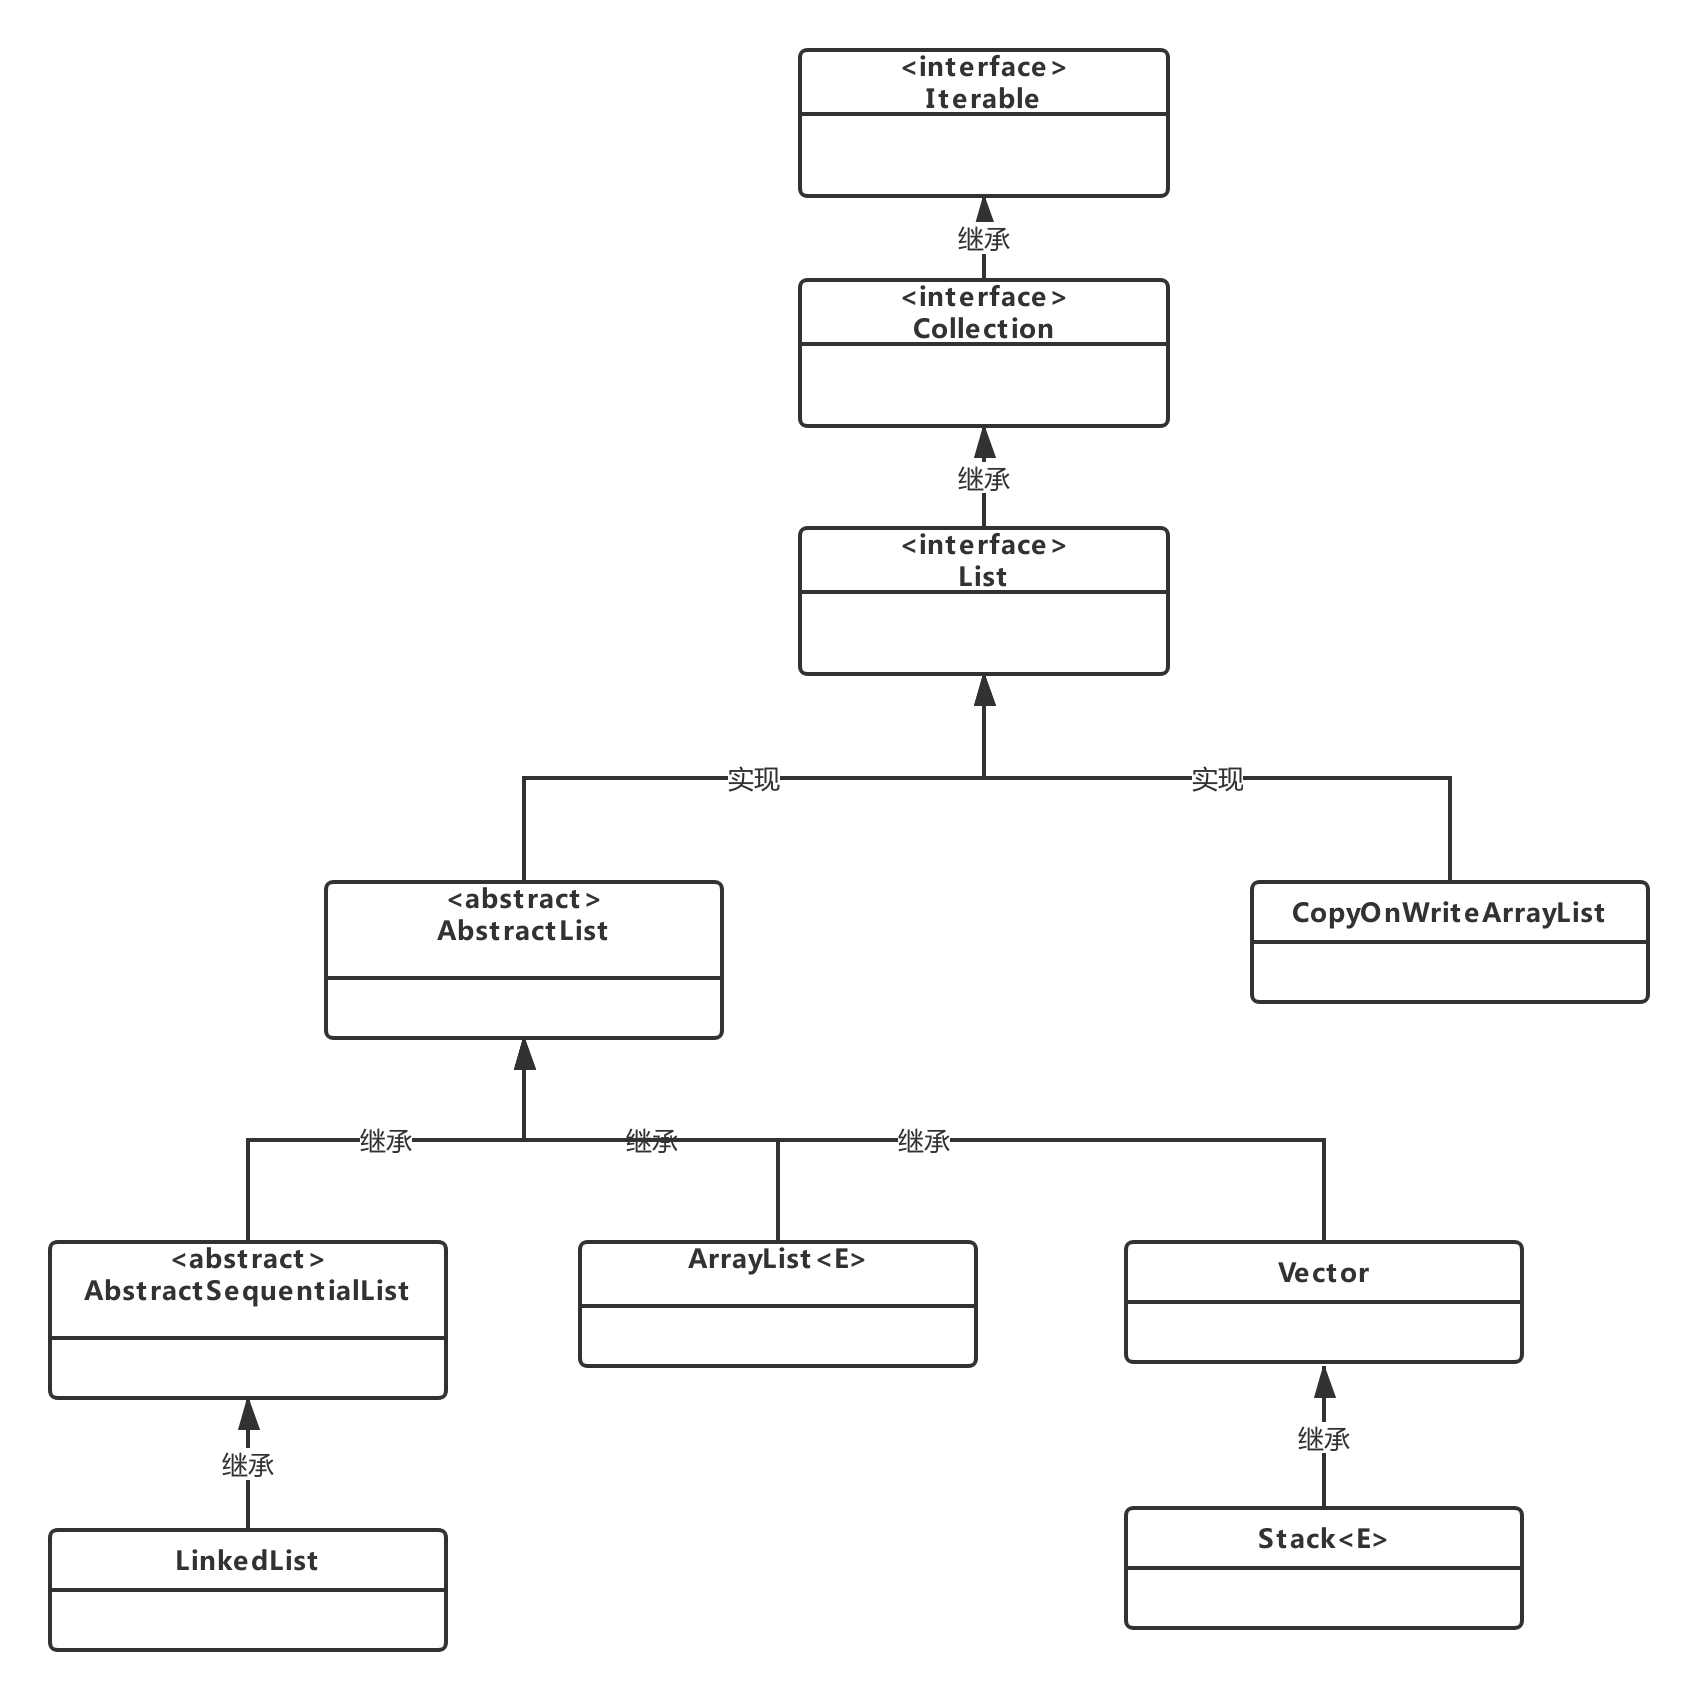 <interface>
Iterable
继承
<interface>
Collection
继承
<interface>
List
实现
实现
<abstract>
AbstractList
CopyOnWriteArrayList
继承
继承
继承
<abstract>
AbstractSequentialList
ArrayList<E>
Vector
继承
继承
LinkedList
Stack<E>